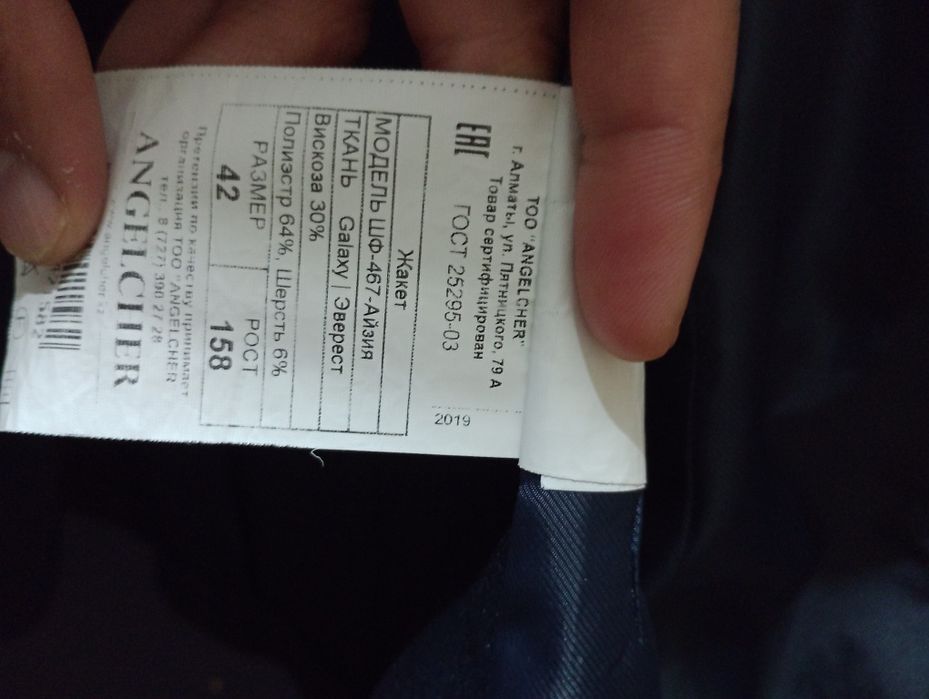 ТОО "ANGELCHER"
г. Алматы, ул. Пятницкого, 79 А
Товар сертифицирован
ЕАС ГОСТ 25295-03
2019
Жакет
МОДЕЛЬ ШФ-467-Айзия
ТКАНЬ Galaxy | Эверест
Вискоза 30%
Полиэстр 64%, Шерсть 6%
РАЗМЕР РОСТ
42 158
Претензии по качеству принимает
организация ТОО "ANGELCHER"
тел. 8 (727) 390 27 28
ANGELCHER